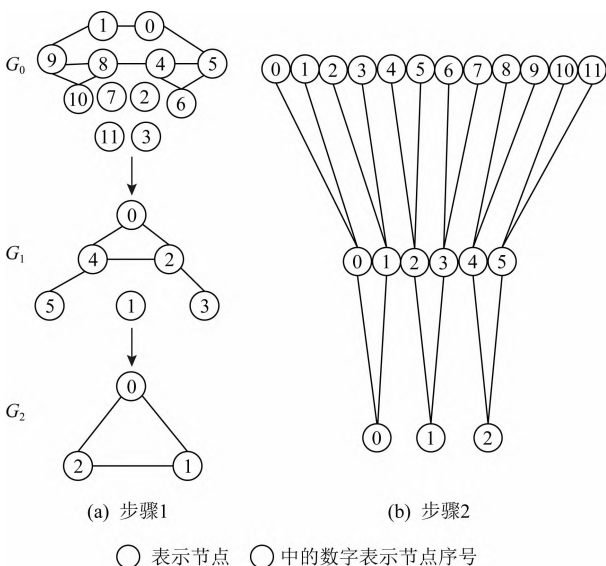 1 0
G₀ 9 8 4 5
10 7 2 6
11 3
0
G₁ 4 2
5 1 3
0
G₂
2 1
(a) 步骤1
0 1 2 3 4 5 6 7 8 9 10 11
0 1 2 3 4 5
0 1 2
(b) 步骤2
表示节点 中的数字表示节点序号